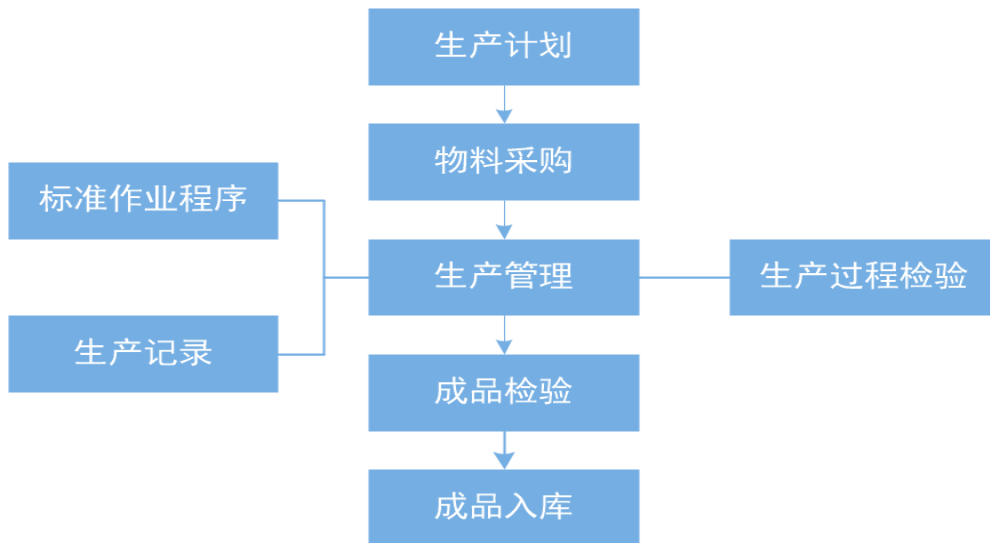 生产计划
物料采购
标准作业程序
生产管理
生产过程检验
生产记录
成品检验
成品入库